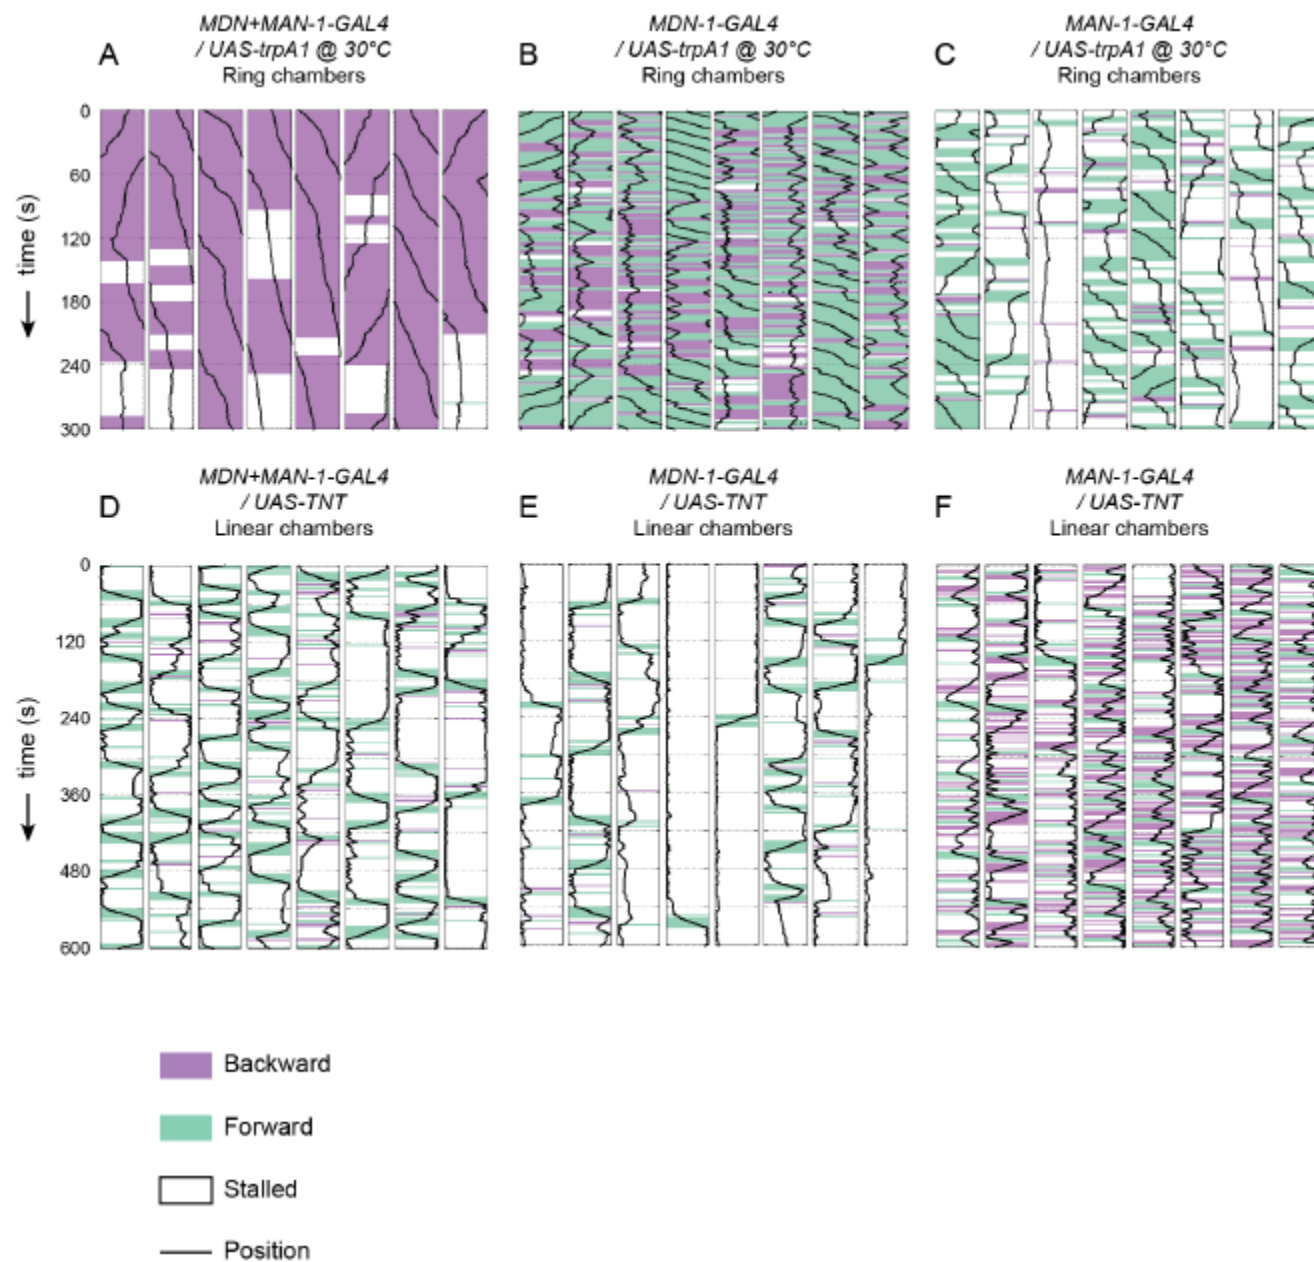 A
MDN+MAN-1-GAL4
/ UAS-trpA1 @ 30°C
Ring chambers
B
MDN-1-GAL4
/ UAS-trpA1 @ 30°C
Ring chambers
C
MAN-1-GAL4
/ UAS-trpA1 @ 30°C
Ring chambers
0
60
120
180
240
300
time (s)
D
MDN+MAN-1-GAL4
/ UAS-TNT
Linear chambers
E
MDN-1-GAL4
/ UAS-TNT
Linear chambers
F
MAN-1-GAL4
/ UAS-TNT
Linear chambers
0
120
240
360
480
600
time (s)
Backward
Forward
Stalled
Position